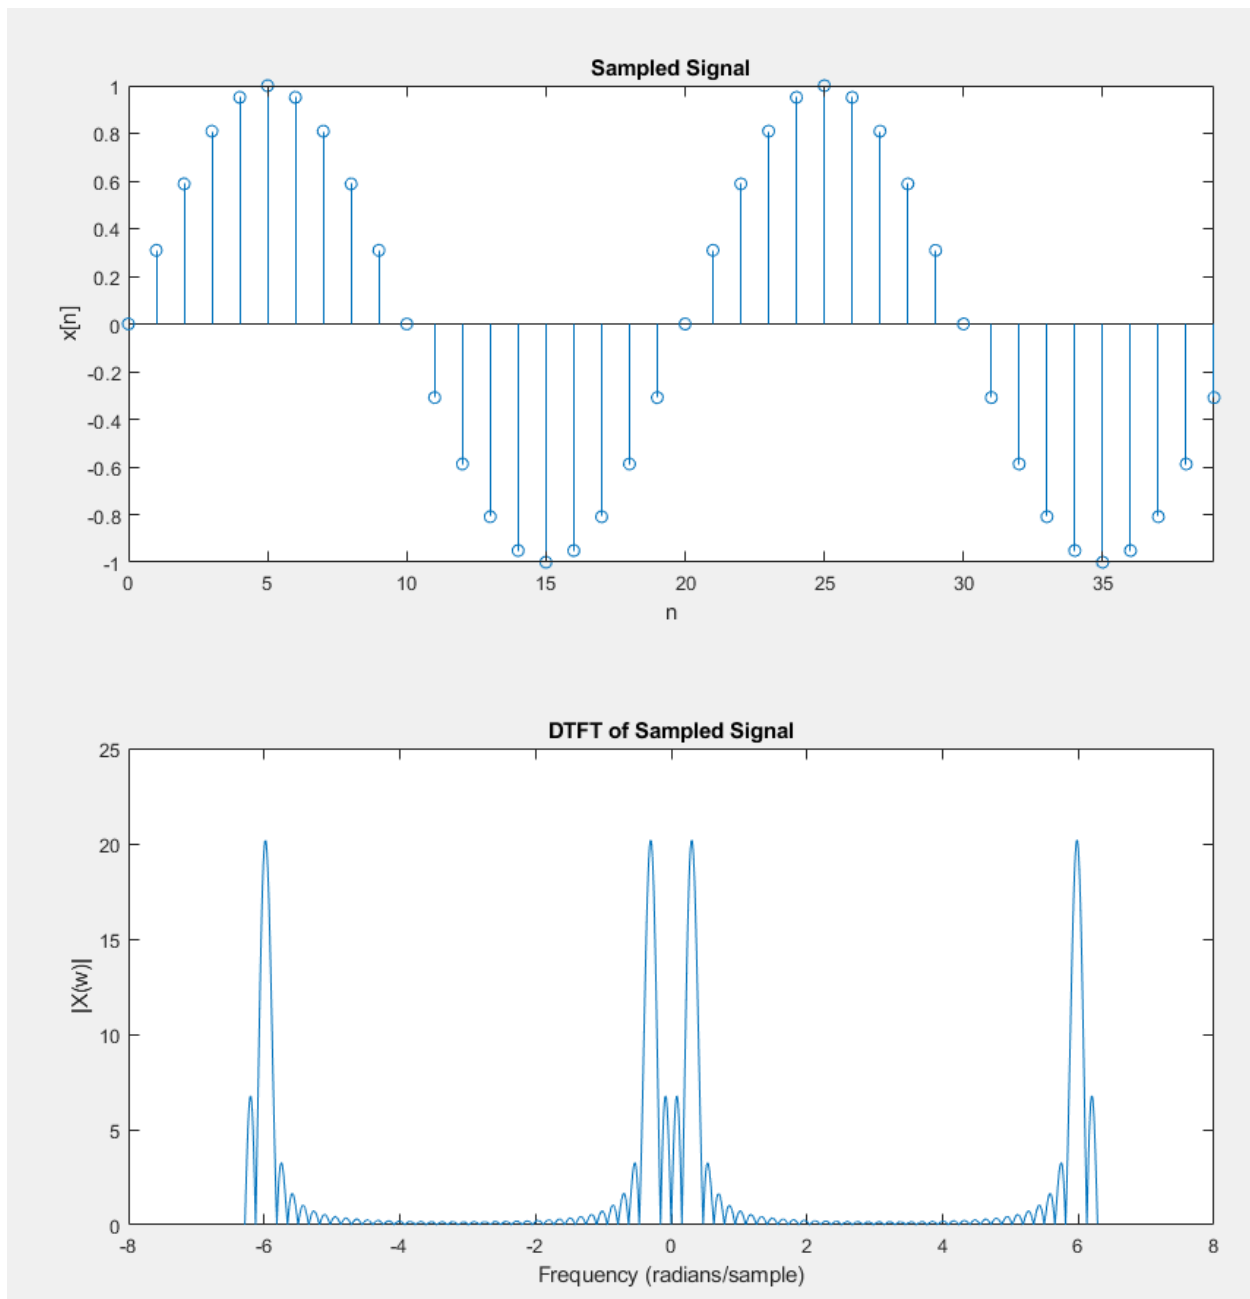 Sampled Signal
1
0.8
0.6
0.4
0.2
0
-0.2
-0.4
-0.6
-0.8
-1
x[n]
0 5 10 15 20 25 30 35
n
DTFT of Sampled Signal
25
20
15
10
5
0
|X(w)|
-8 -6 -4 -2 0 2 4 6 8
Frequency (radians/sample)